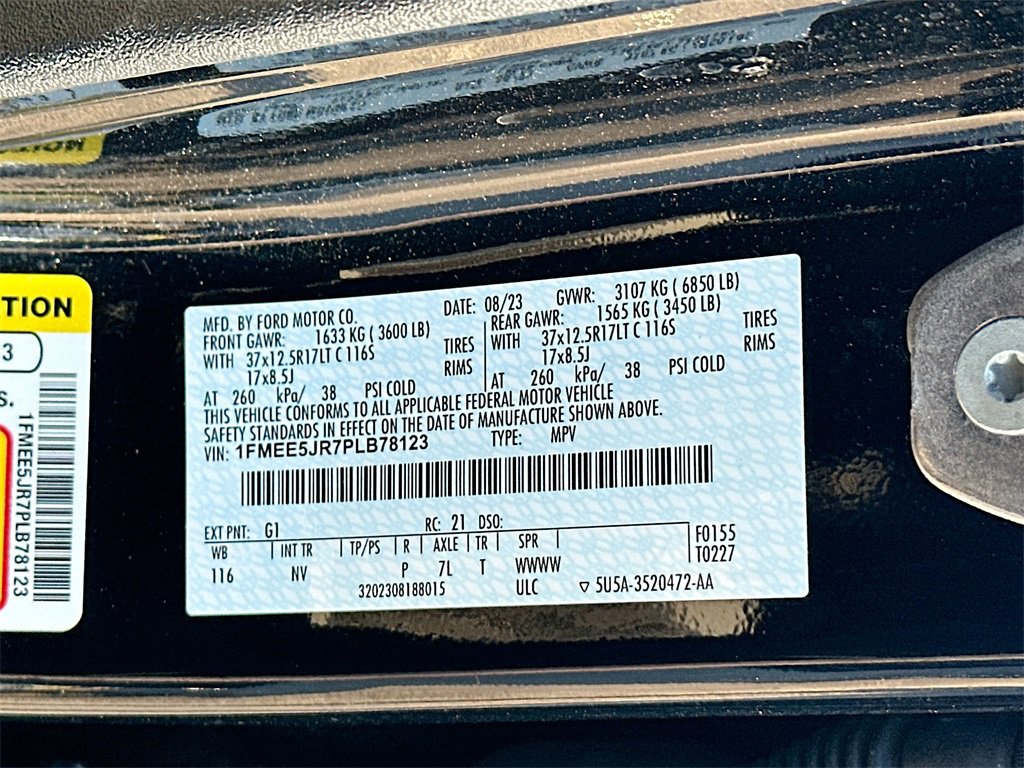 MFD. BY FORD MOTOR CO.
DATE: 08/23 GVWR: 3107 KG ( 6850 LB)
FRONT GAWR: 1633 KG ( 3600 LB)
WITH 37x12.5R17LT C 116S TIRES
17x8.5J RIMS
AT 260 kPa/ 38 PSI COLD
REAR GAWR: 1565 KG ( 3450 LB)
WITH 37x12.5R17LT C 116S TIRES
17x8.5J RIMS
AT 260 kPa/ 38 PSI COLD
THIS VEHICLE CONFORMS TO ALL APPLICABLE FEDERAL MOTOR VEHICLE
SAFETY STANDARDS IN EFFECT ON THE DATE OF MANUFACTURE SHOWN ABOVE.
VIN: 1FMEE5JR7PLB78123 TYPE: MPV
EXT PNT: G1 RC: 21 DSO:
WB INT TR TP/PS R AXLE TR SPR F0155
116 NV P 7L T WWWW T0227
3202308188015 ULC ▽ 5U5A-3520472-AA
TION
3
S.
1FMEE5JR7PLB78123